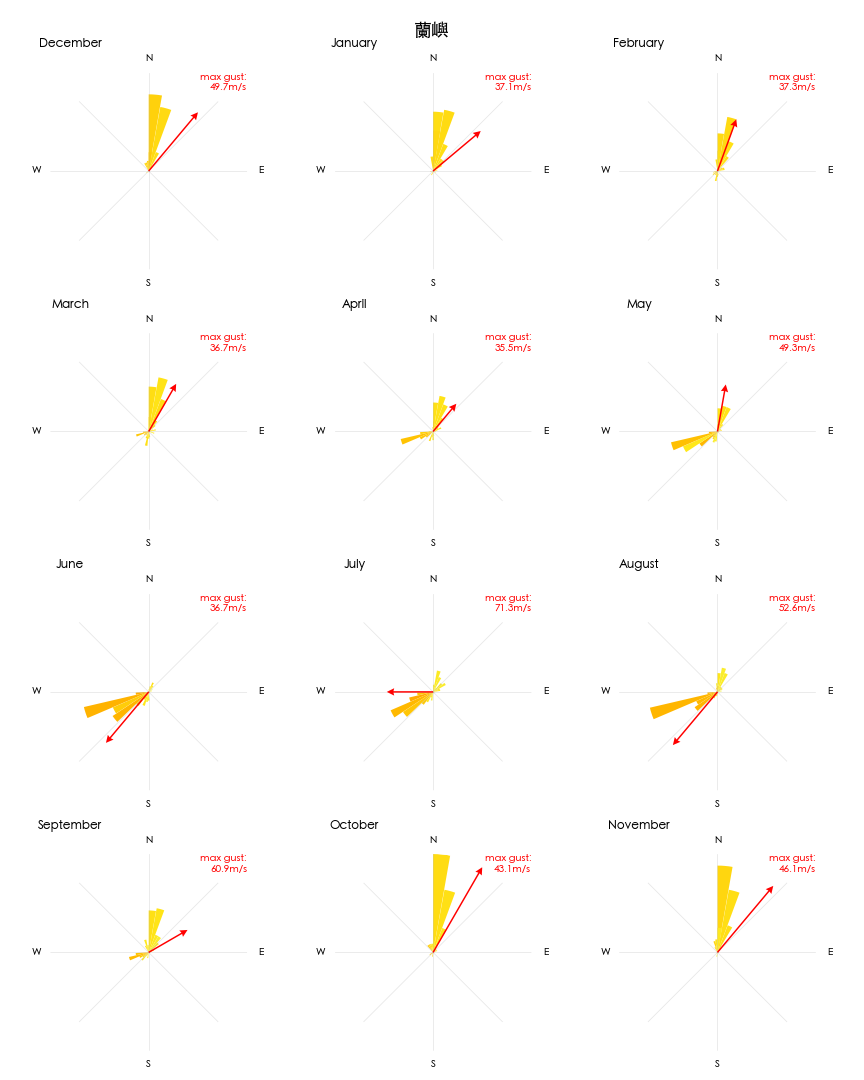 蘭嶼
December
N
max gust:
49.7m/s
W
E
S
January
N
max gust:
37.1m/s
W
E
S
February
N
max gust:
37.3m/s
W
E
S
March
N
max gust:
36.7m/s
W
E
S
April
N
max gust:
35.5m/s
W
E
S
May
N
max gust:
49.3m/s
W
E
S
June
N
max gust:
36.7m/s
W
E
S
July
N
max gust:
71.3m/s
W
E
S
August
N
max gust:
52.6m/s
W
E
S
September
N
max gust:
60.9m/s
W
E
S
October
N
max gust:
43.1m/s
W
E
S
November
N
max gust:
46.1m/s
W
E
S